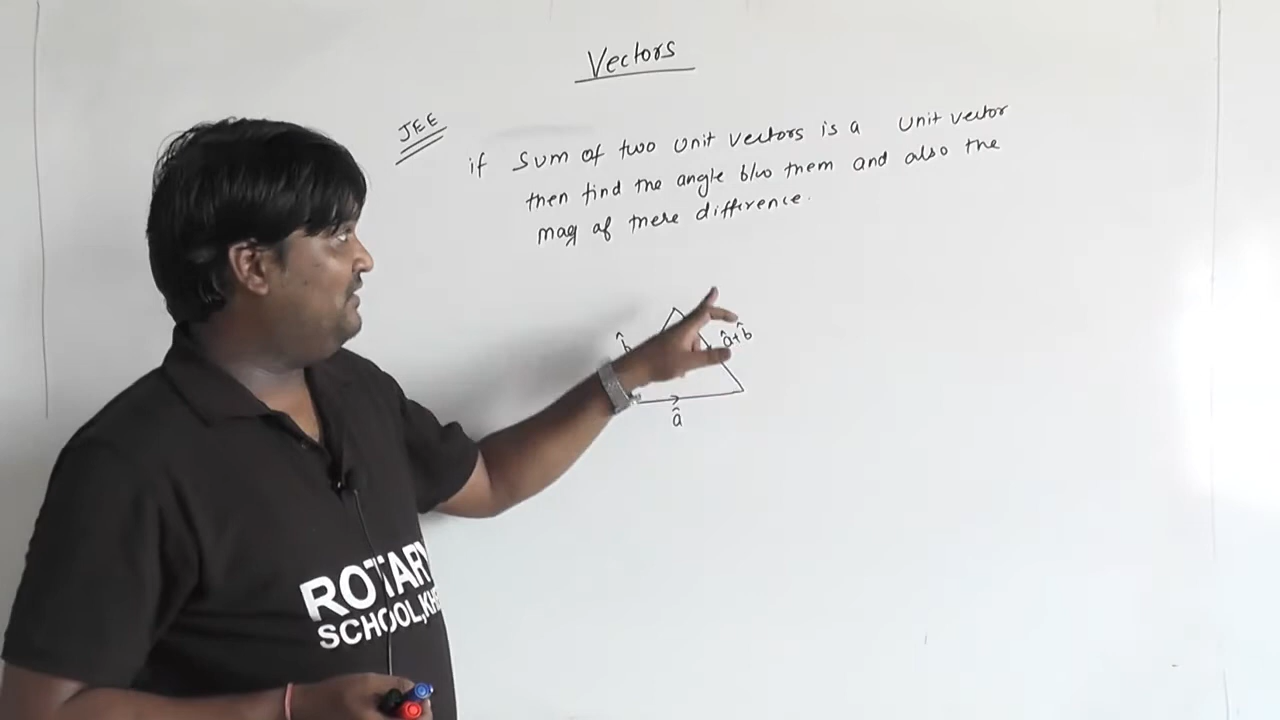 Vectors
JEE
if sum of two unit vectors is a unit vector
then find the angle b/w them and also the
mag of there difference.
b̂
â+b̂
â
ROTARY
SCHOOL,